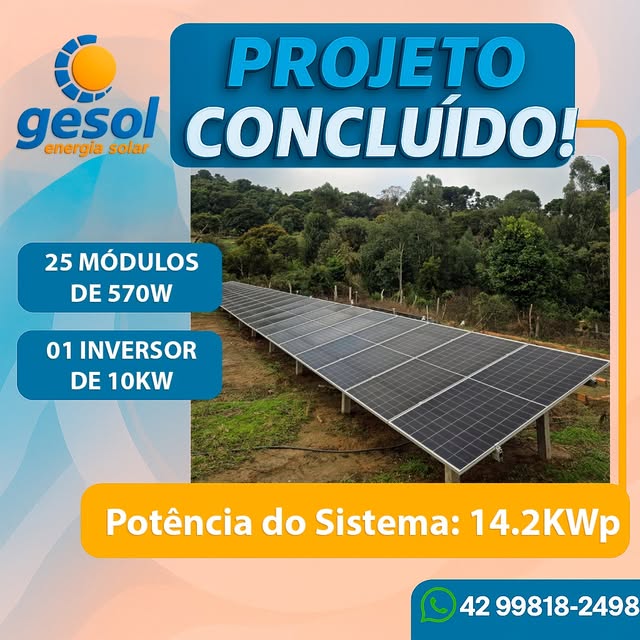 gesol
energia solar
PROJETO
CONCLUÍDO!
25 MÓDULOS
DE 570W
01 INVERSOR
DE 10KW
Potência do Sistema: 14.2KWp
42 99818-2498